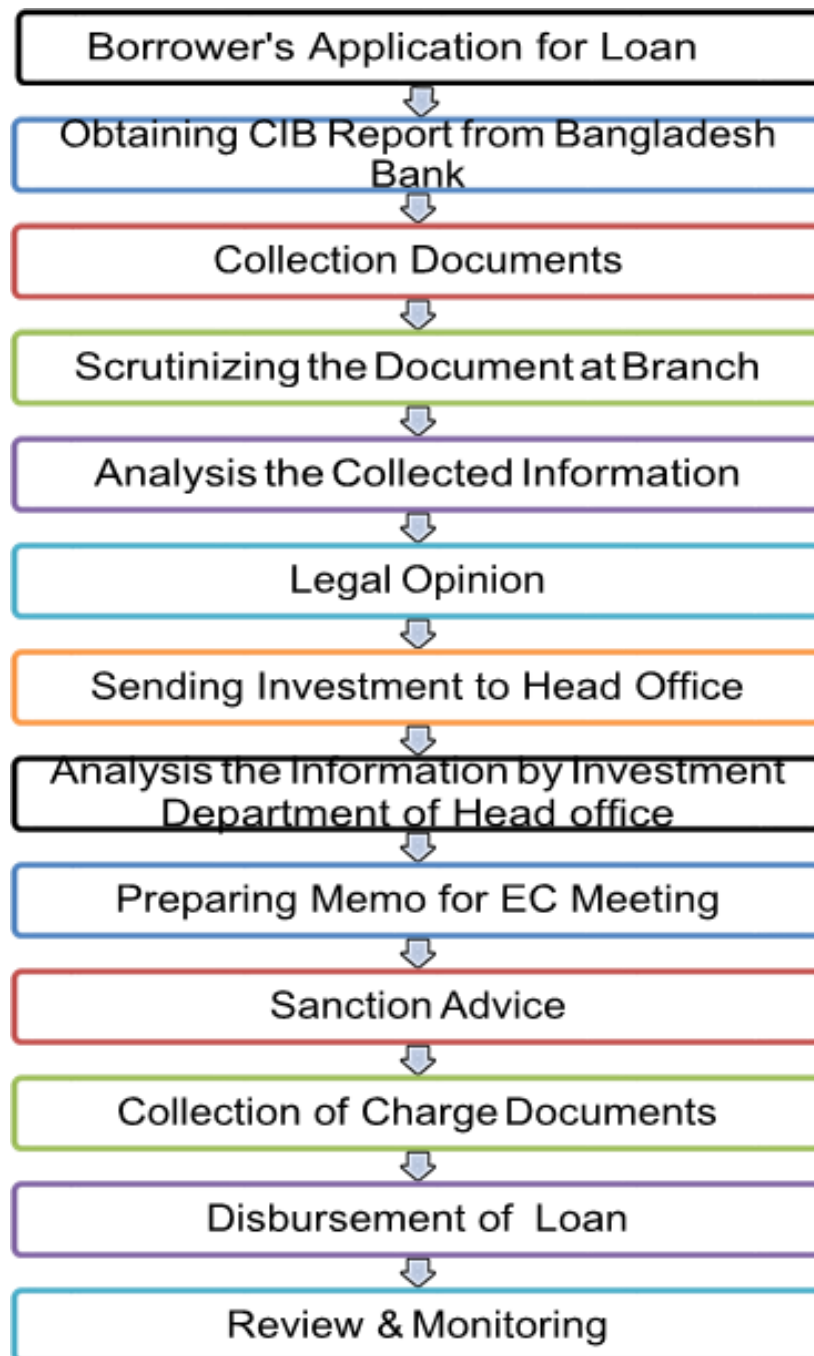 Borrower's Application for Loan
Obtaining CIB Report from Bangladesh
Bank
Collection Documents
Scrutinizing the Document at Branch
Analysis the Collected Information
Legal Opinion
Sending Investment to Head Office
Analysis the Information by Investment
Department of Head office
Preparing Memo for EC Meeting
Sanction Advice
Collection of Charge Documents
Disbursement of Loan
Review & Monitoring